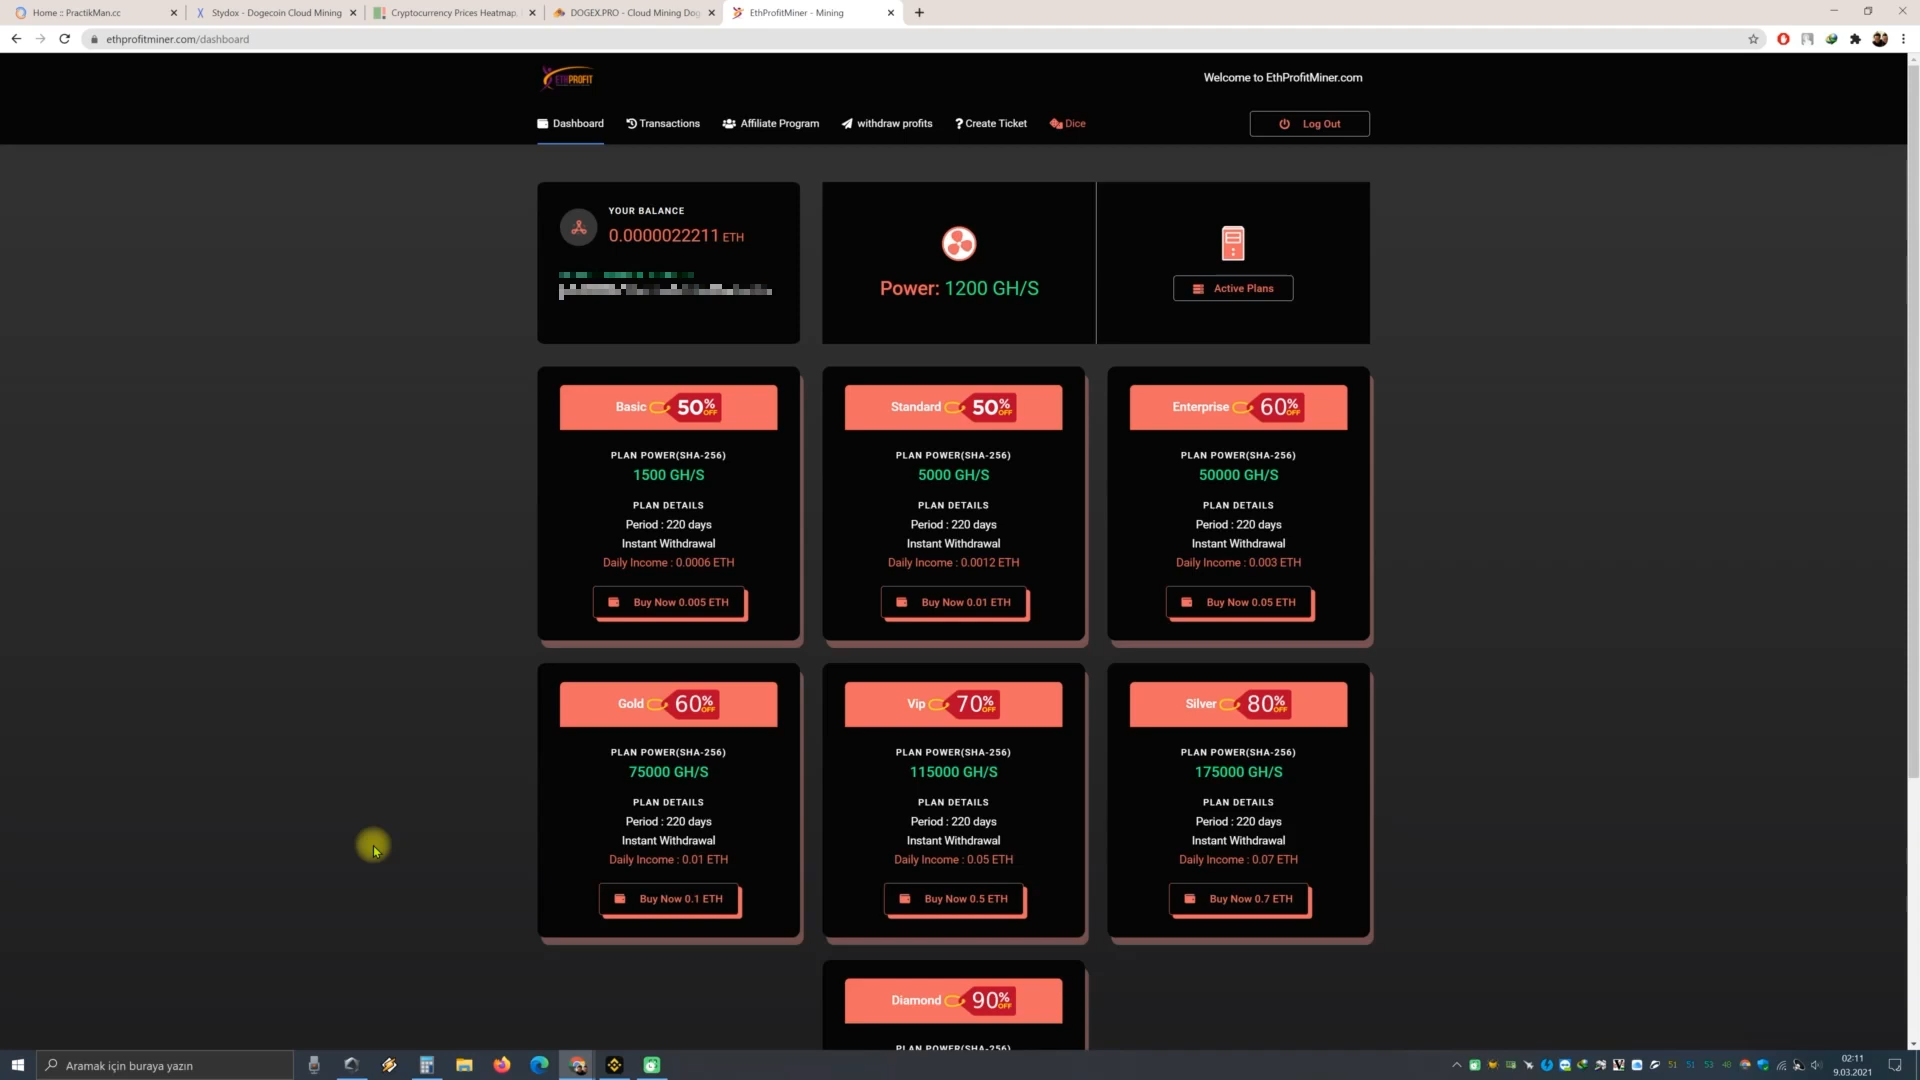 Home :: PractikMan.cc
Stydox - Dogecoin Cloud Mining
Cryptocurrency Prices Heatmap,
DOGEX.PRO - Cloud Mining Dog
EthProfitMiner - Mining
ethprofitminer.com/dashboard
ETHPROFIT
Welcome to EthProfitMiner.com
Dashboard
Transactions
Affiliate Program
withdraw profits
? Create Ticket
Dice
Log Out
YOUR BALANCE
0.0000022211 ETH
Power: 1200 GH/S
Active Plans
Basic 50% OFF
PLAN POWER(SHA-256)
1500 GH/S
PLAN DETAILS
Period : 220 days
Instant Withdrawal
Daily Income : 0.0006 ETH
Buy Now 0.005 ETH
Standard 50% OFF
PLAN POWER(SHA-256)
5000 GH/S
PLAN DETAILS
Period : 220 days
Instant Withdrawal
Daily Income : 0.0012 ETH
Buy Now 0.01 ETH
Enterprise 60% OFF
PLAN POWER(SHA-256)
50000 GH/S
PLAN DETAILS
Period : 220 days
Instant Withdrawal
Daily Income : 0.003 ETH
Buy Now 0.05 ETH
Gold 60% OFF
PLAN POWER(SHA-256)
75000 GH/S
PLAN DETAILS
Period : 220 days
Instant Withdrawal
Daily Income : 0.01 ETH
Buy Now 0.1 ETH
Vip 70% OFF
PLAN POWER(SHA-256)
115000 GH/S
PLAN DETAILS
Period : 220 days
Instant Withdrawal
Daily Income : 0.05 ETH
Buy Now 0.5 ETH
Silver 80% OFF
PLAN POWER(SHA-256)
175000 GH/S
PLAN DETAILS
Period : 220 days
Instant Withdrawal
Daily Income : 0.07 ETH
Buy Now 0.7 ETH
Diamond 90% OFF
PLAN POWER(SHA-256)
Aramak için buraya yazın
51 51 53
02:11
9.03.2021